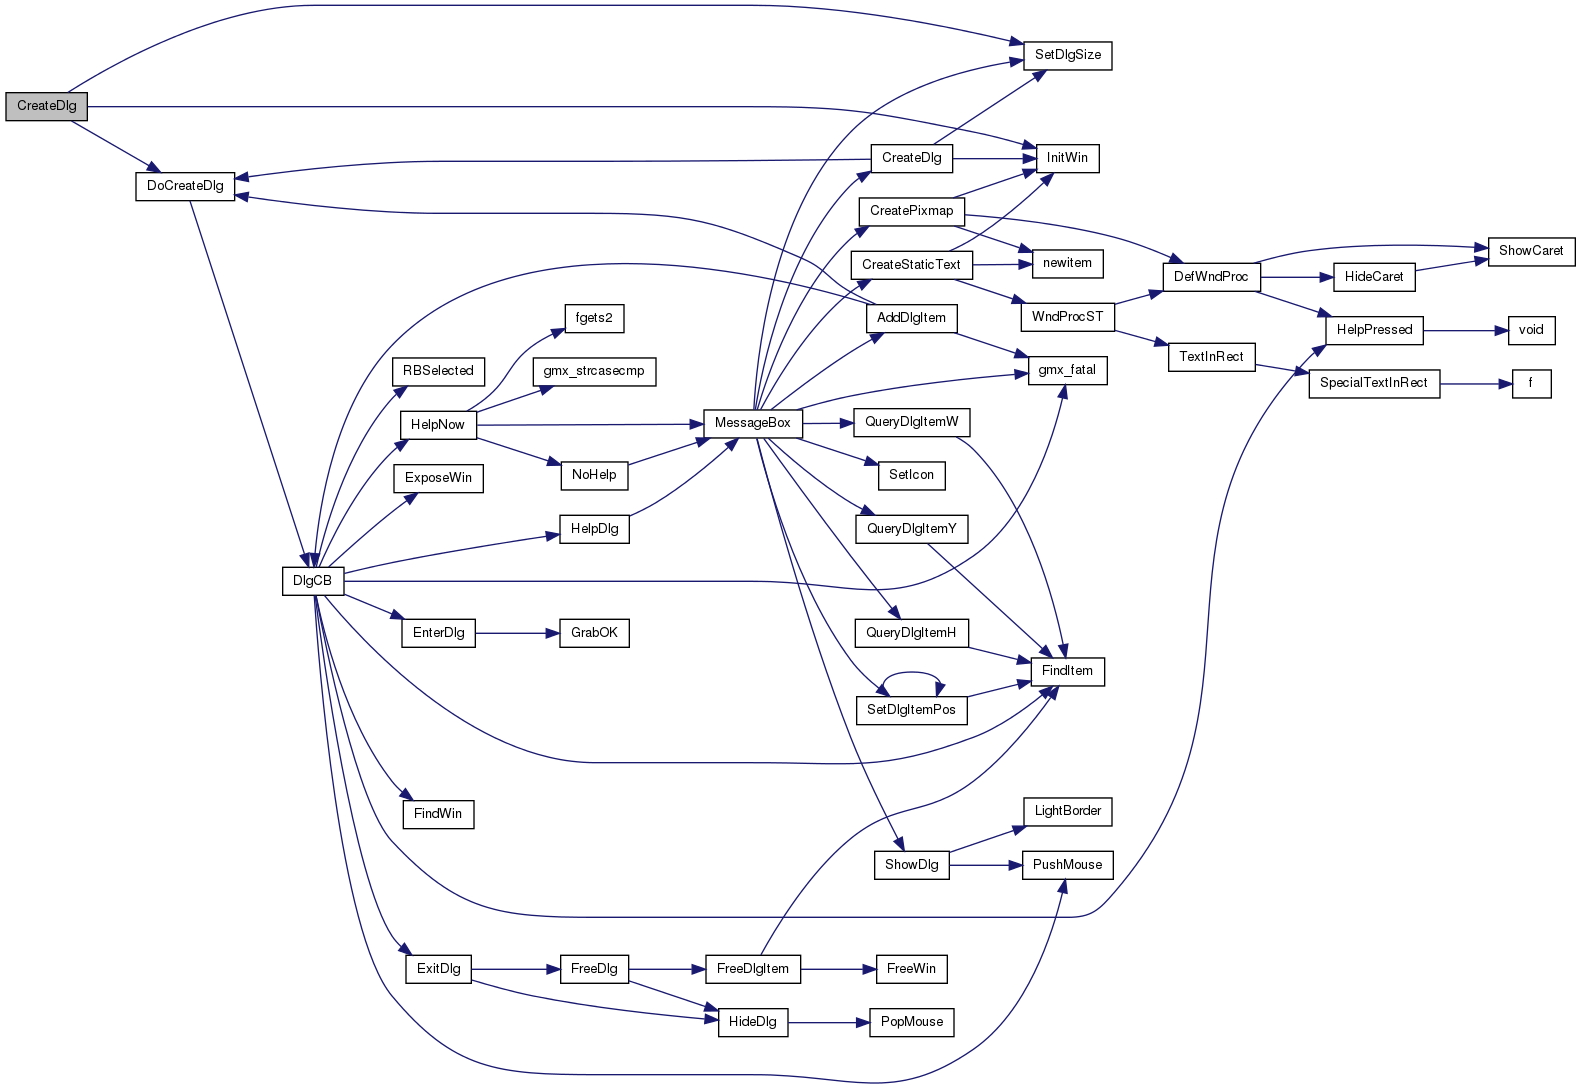 CreateDlg
DoCreateDlg
DlgCB
RBSelected
HelpNow
ExposeWin
EnterDlg
FindWin
ExitDlg
fgets2
gmx_strcasecmp
NoHelp
HelpDlg
GrabOK
FreeDlg
MessageBox
FreeDlgItem
HideDlg
CreateDlg
CreatePixmap
CreateStaticText
AddDlgItem
QueryDlgItemW
SetIcon
QueryDlgItemY
QueryDlgItemH
SetDlgItemPos
ShowDlg
FreeWin
PopMouse
SetDlgSize
InitWin
newitem
WndProcST
gmx_fatal
FindItem
LightBorder
PushMouse
DefWndProc
TextInRect
HideCaret
HelpPressed
SpecialTextInRect
ShowCaret
void
f